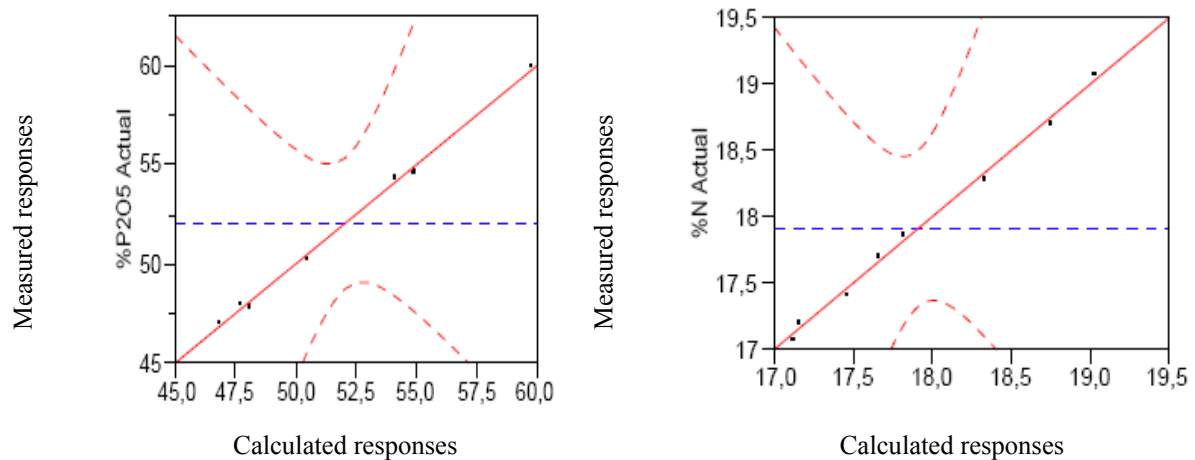 Measured responses
%P2O5 Actual
60
55
50
45
45,0 47,5 50,0 52,5 55,0 57,5 60,0
Calculated responses
Measured responses
%N Actual
19,5
19
18,5
18
17,5
17
17,0 17,5 18,0 18,5 19,0 19,5
Calculated responses